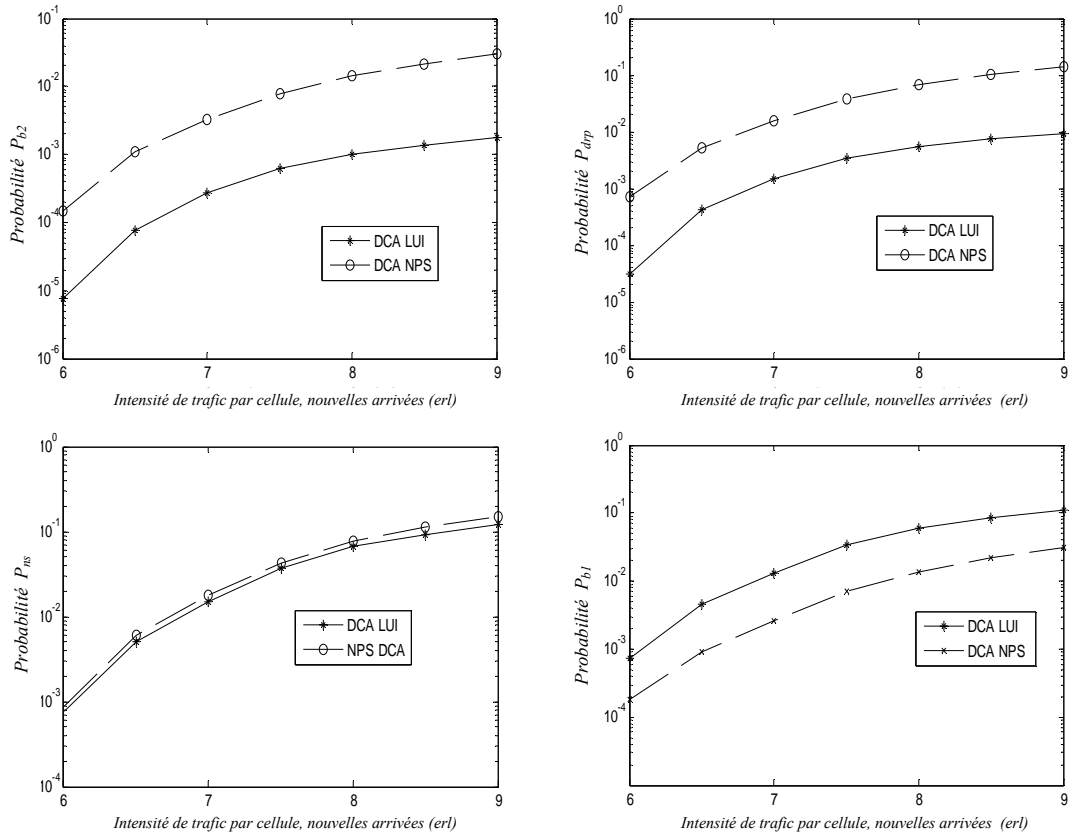 10^-1
10^-2
10^-3
10^-4
10^-5
10^-6
Probabilité P_b2
DCA LUI
DCA NPS
6 7 8 9
Intensité de trafic par cellule, nouvelles arrivées (erl)
10^0
10^-1
10^-2
10^-3
10^-4
10^-5
10^-6
Probabilité P_drp
DCA LUI
DCA NPS
6 7 8 9
Intensité de trafic par cellule, nouvelles arrivées (erl)
10^0
10^-1
10^-2
10^-3
10^-4
Probabilité P_ns
DCA LUI
NPS DCA
6 7 8 9
Intensité de trafic par cellule, nouvelles arrivées (erl)
10^0
10^-1
10^-2
10^-3
10^-4
Probabilité P_b1
DCA LUI
DCA NPS
6 7 8 9
Intensité de trafic par cellule, nouvelles arrivées (erl)